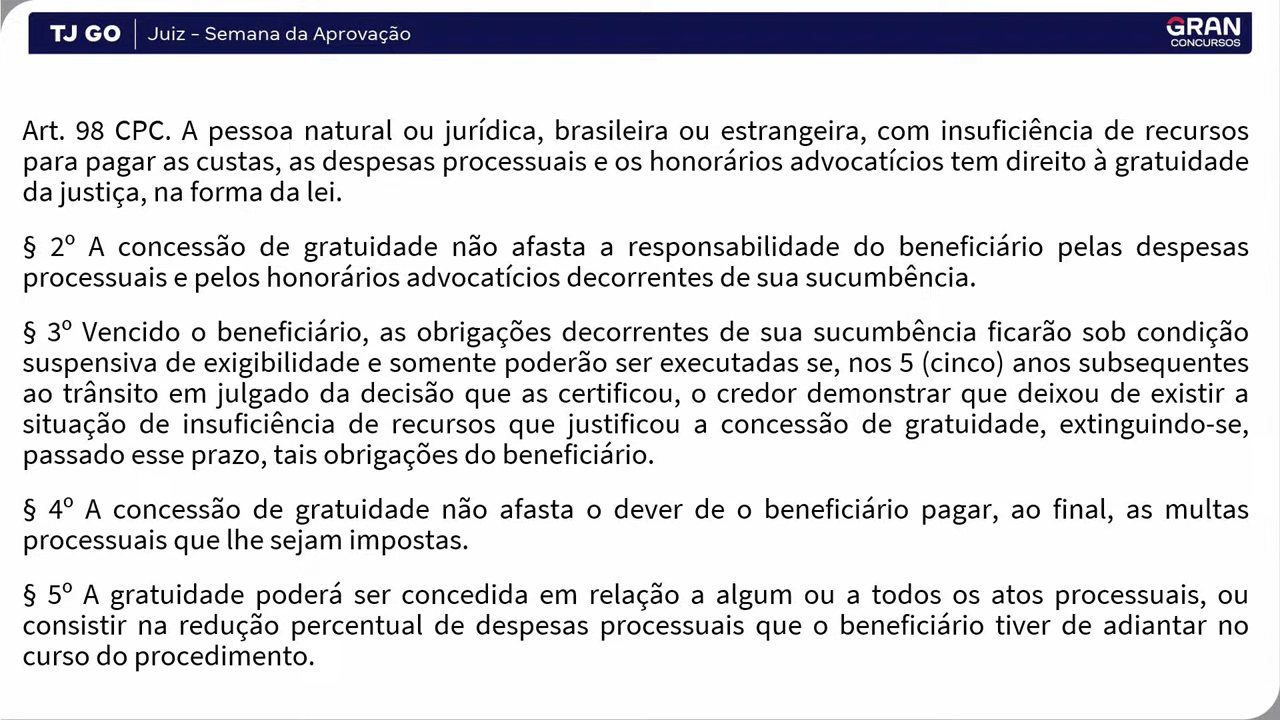 TJ GO
Juiz – Semana da Aprovação
GRAN
CONCURSOS
Art. 98 CPC. A pessoa natural ou jurídica, brasileira ou estrangeira, com insuficiência de recursos
para pagar as custas, as despesas processuais e os honorários advocatícios tem direito à gratuidade
da justiça, na forma da lei.
§ 2º A concessão de gratuidade não afasta a responsabilidade do beneficiário pelas despesas
processuais e pelos honorários advocatícios decorrentes de sua sucumbência.
§ 3º Vencido o beneficiário, as obrigações decorrentes de sua sucumbência ficarão sob condição
suspensiva de exigibilidade e somente poderão ser executadas se, nos 5 (cinco) anos subsequentes
ao trânsito em julgado da decisão que as certificou, o credor demonstrar que deixou de existir a
situação de insuficiência de recursos que justificou a concessão de gratuidade, extinguindo-se,
passado esse prazo, tais obrigações do beneficiário.
§ 4º A concessão de gratuidade não afasta o dever de o beneficiário pagar, ao final, as multas
processuais que lhe sejam impostas.
§ 5º A gratuidade poderá ser concedida em relação a algum ou a todos os atos processuais, ou
consistir na redução percentual de despesas processuais que o beneficiário tiver de adiantar no
curso do procedimento.